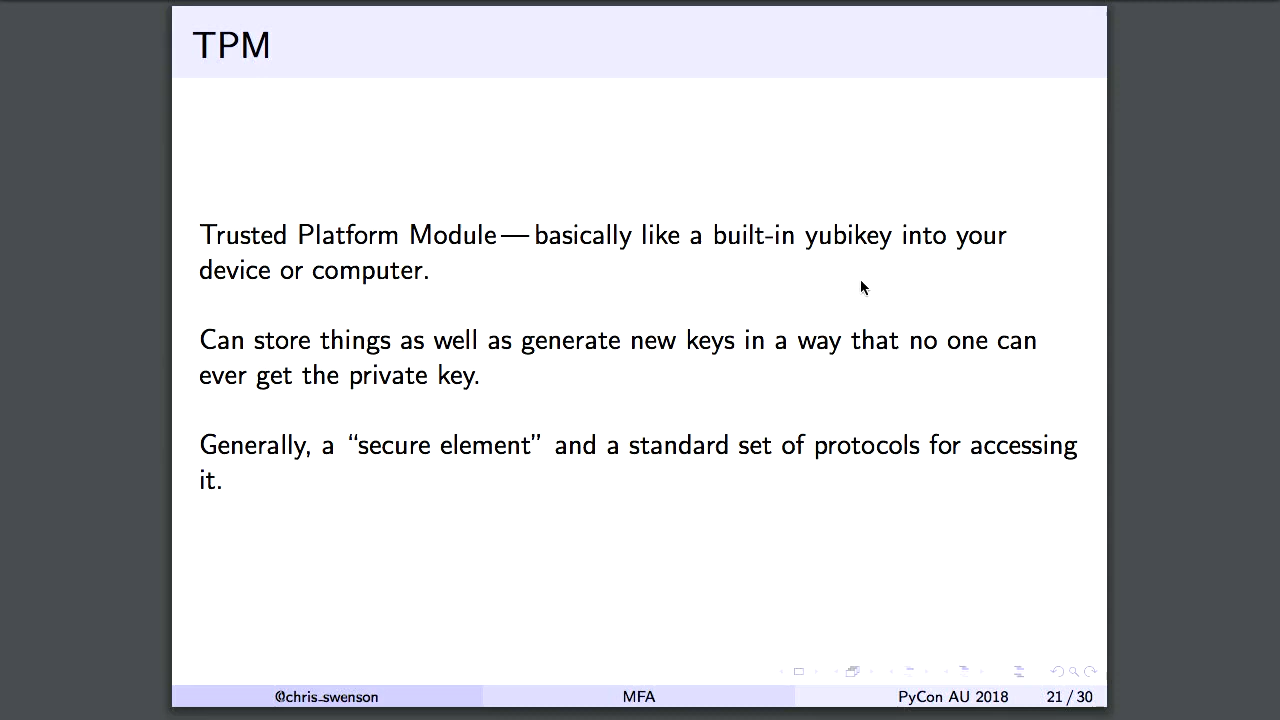 TPM
Trusted Platform Module — basically like a built-in yubikey into your
device or computer.
Can store things as well as generate new keys in a way that no one can
ever get the private key.
Generally, a “secure element” and a standard set of protocols for accessing
it.
@chris_swenson MFA PyCon AU 2018 21 / 30